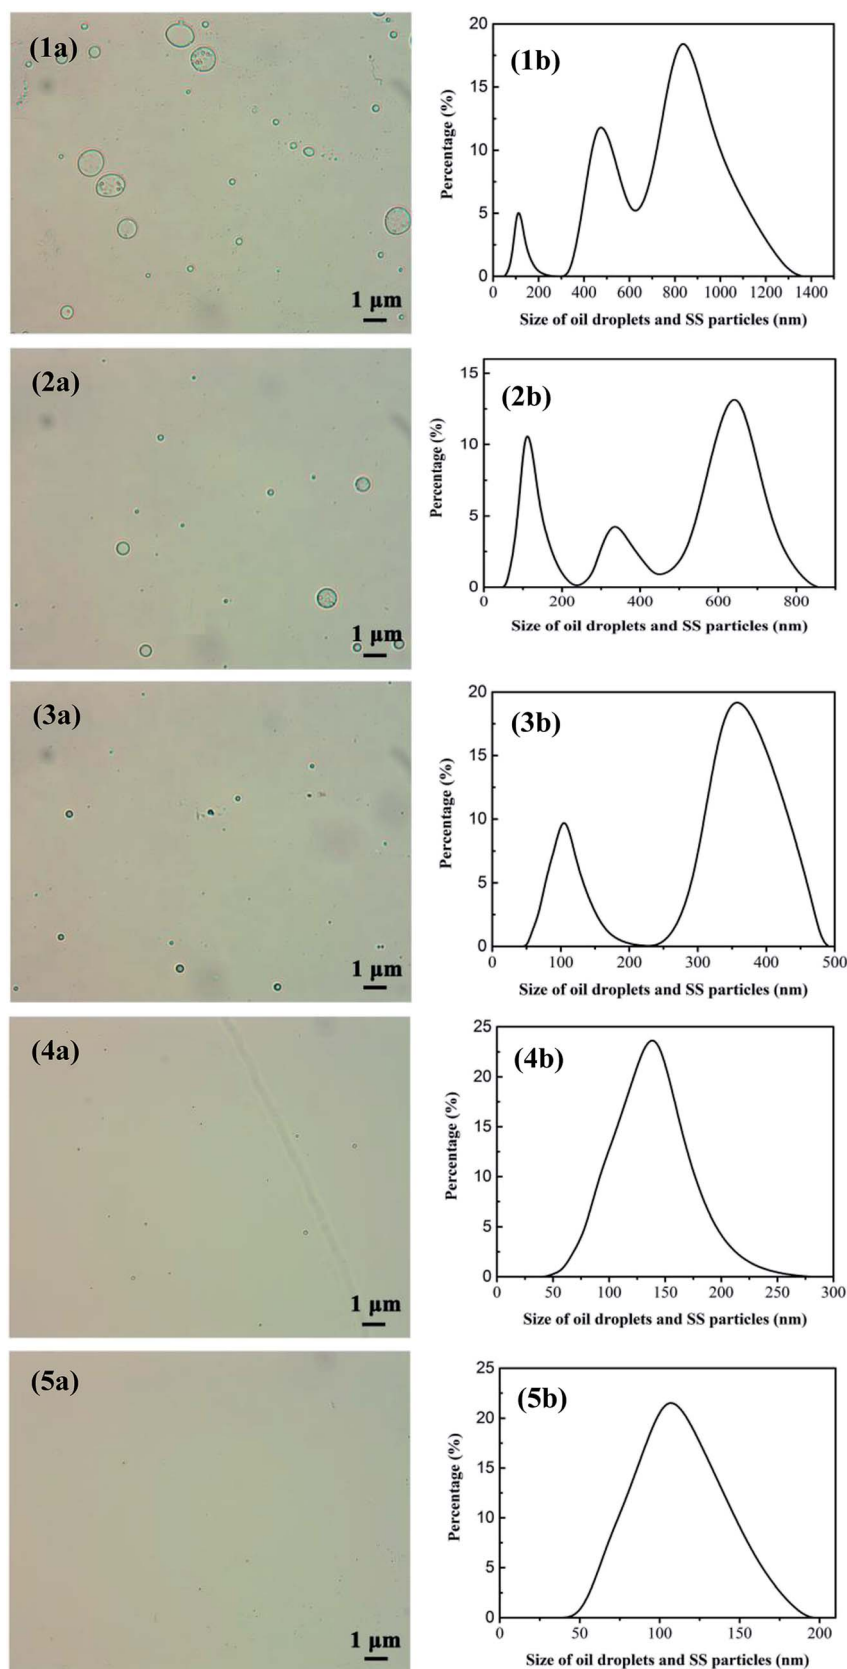 (1a)
1 μm
(1b)
Percentage (%)
20
15
10
5
0
0 200 400 600 800 1000 1200 1400
Size of oil droplets and SS particles (nm)
(2a)
1 μm
(2b)
Percentage (%)
15
10
5
0
0 200 400 600 800
Size of oil droplets and SS particles (nm)
(3a)
1 μm
(3b)
Percentage (%)
20
15
10
5
0
0 100 200 300 400 500
Size of oil droplets and SS particles (nm)
(4a)
1 μm
(4b)
Percentage (%)
25
20
15
10
5
0
0 50 100 150 200 250 300
Size of oil droplets and SS particles (nm)
(5a)
1 μm
(5b)
Percentage (%)
25
20
15
10
5
0
0 50 100 150 200
Size of oil droplets and SS particles (nm)